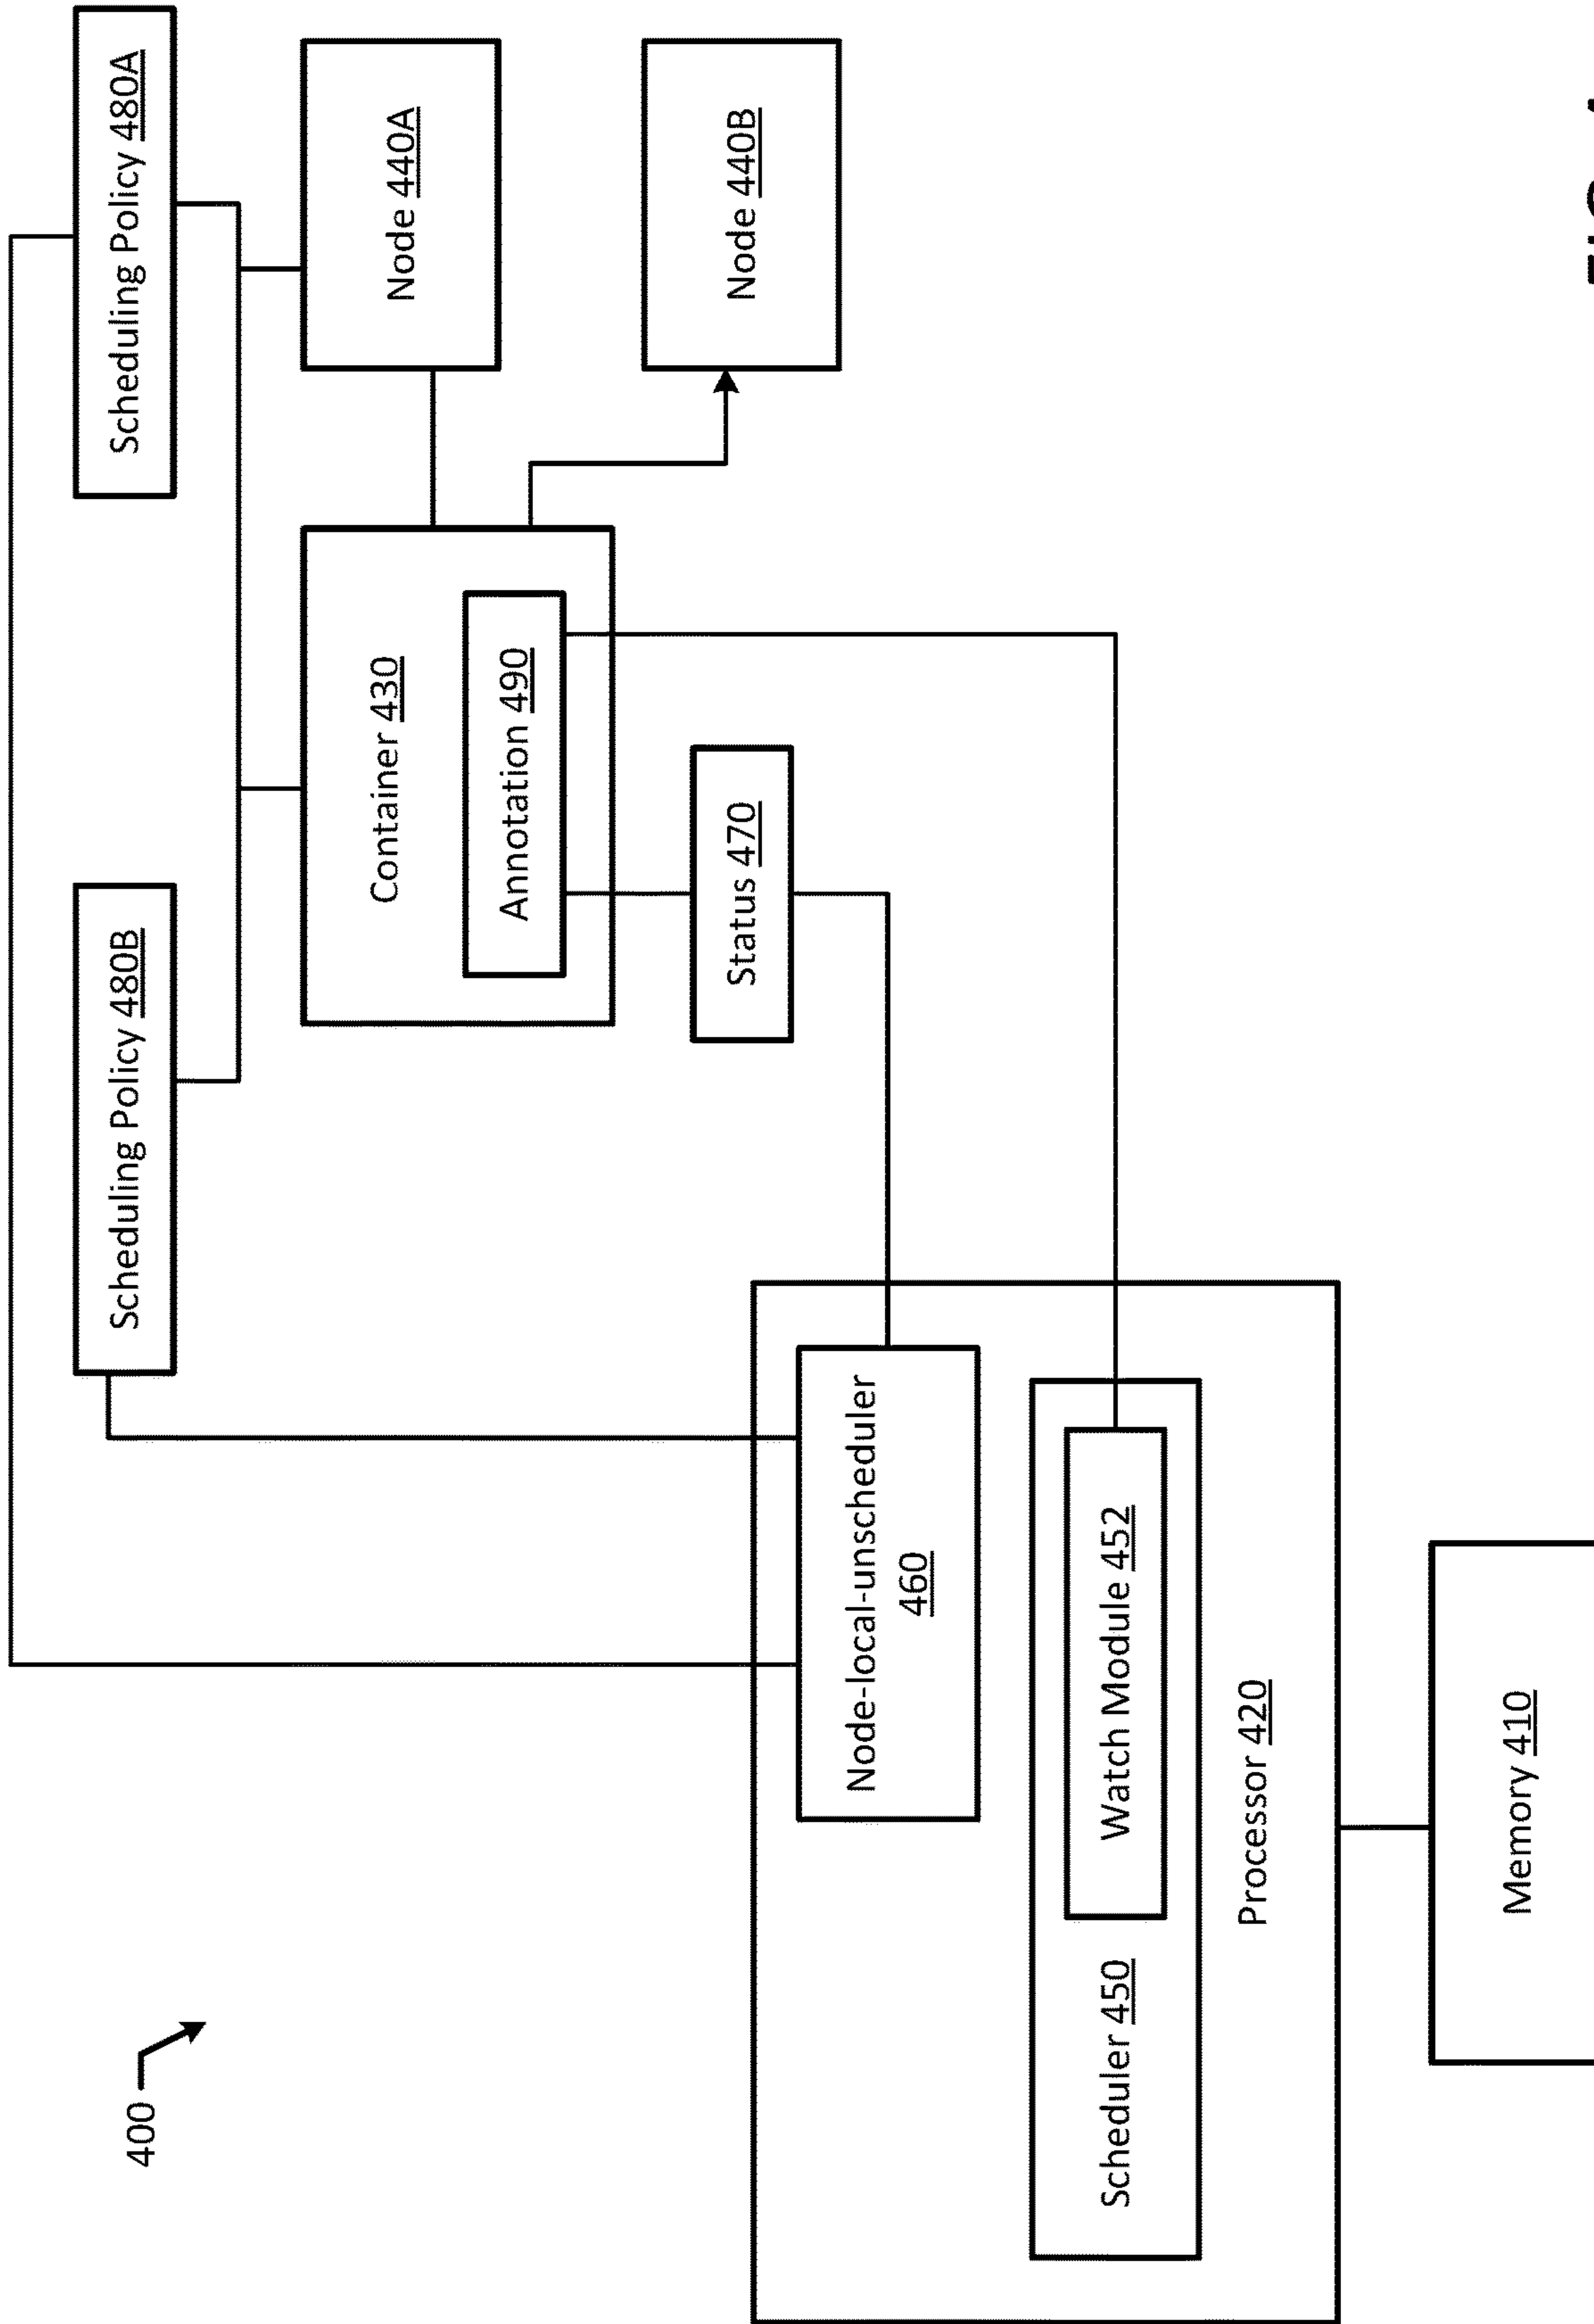 400
Scheduling Policy 480B
Scheduling Policy 480A
Container 430
Node 440A
Annotation 490
Status 470
Node 440B
Node-local-unscheduler
460
Scheduler 450
Watch Module 452
Processor 420
Memory 410